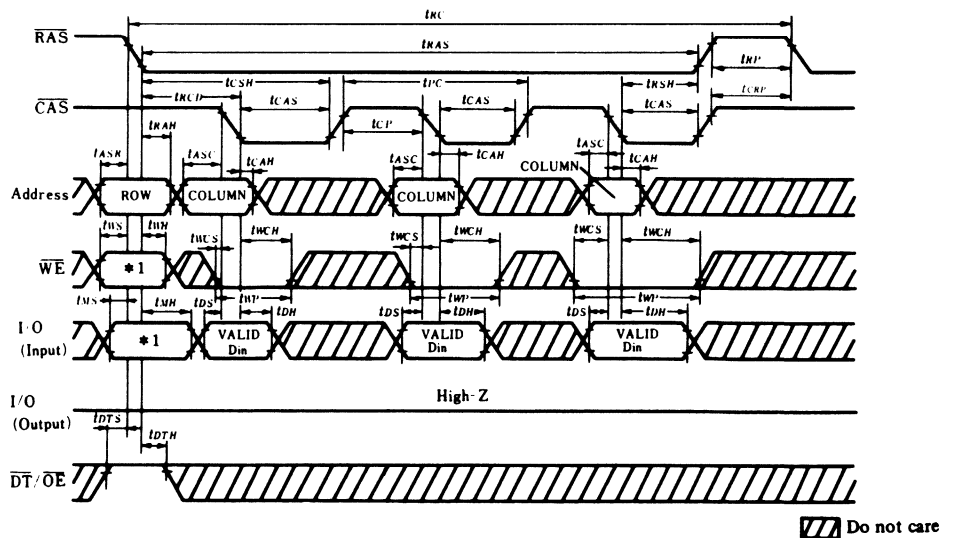 tRC
RAS
tRAS
tRP
tCSH
tPC
tRSH
tCRP
tRCD
tCAS
tCAS
tCAS
CAS
tCP
tRAH
tASR
tASC
tCAH
tASC
tCAH
tASC
COLUMN
tCAH
Address
ROW
COLUMN
COLUMN
tWS
tWH
tWCS
tWCH
tWCS
tWCH
tWCS
tWCH
WE
*1
tWP
tWP
tWP
tMS
tMH
tDS
tDH
tDS
tDH
tDS
tDH
I/O
(Input)
*1
VALID
Din
VALID
Din
VALID
Din
I/O
(Output)
High-Z
tDTS
tDTH
DT/OE
Do not care